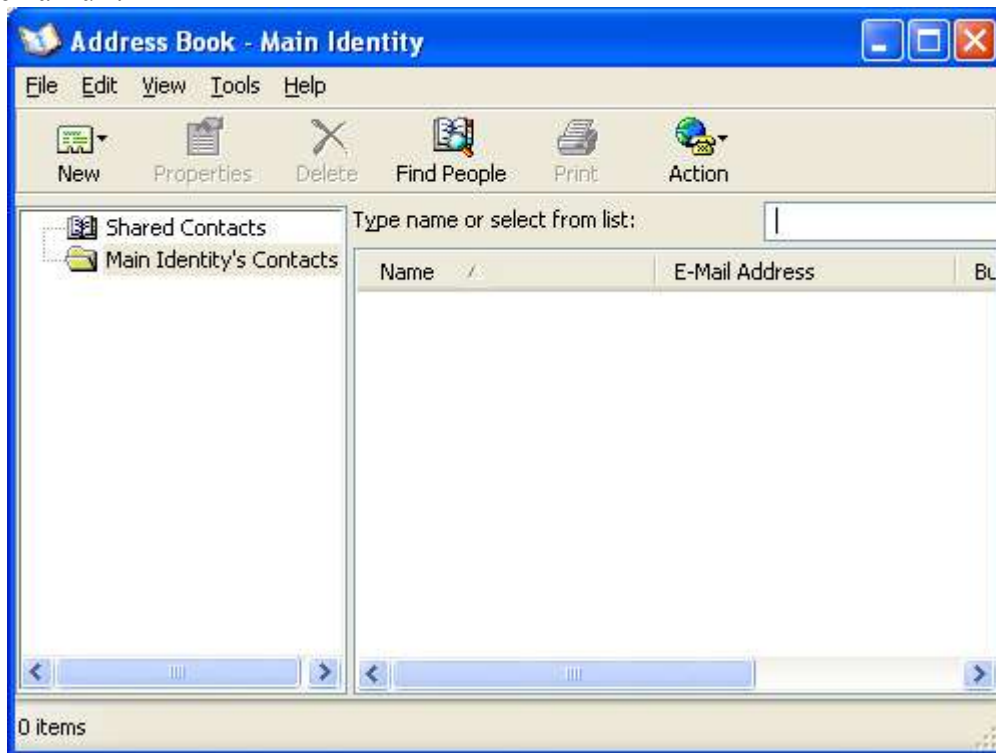 Address Book - Main Identity
File Edit View Tools Help
New Properties Delete Find People Print Action
Shared Contacts
Main Identity's Contacts
Type name or select from list:
Name E-Mail Address Bu
0 items